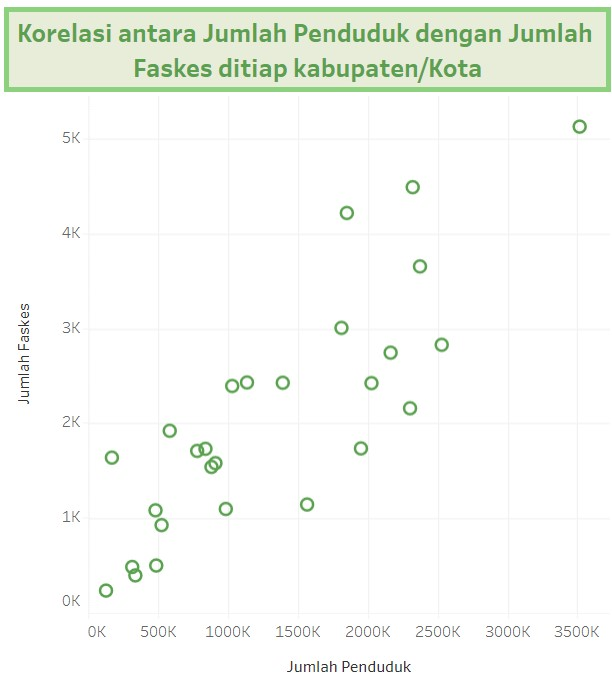 Korelasi antara Jumlah Penduduk dengan Jumlah
Faskes ditiap kabupaten/Kota
5K
4K
3K
2K
1K
0K
Jumlah Faskes
0K 500K 1000K 1500K 2000K 2500K 3000K 3500K
Jumlah Penduduk